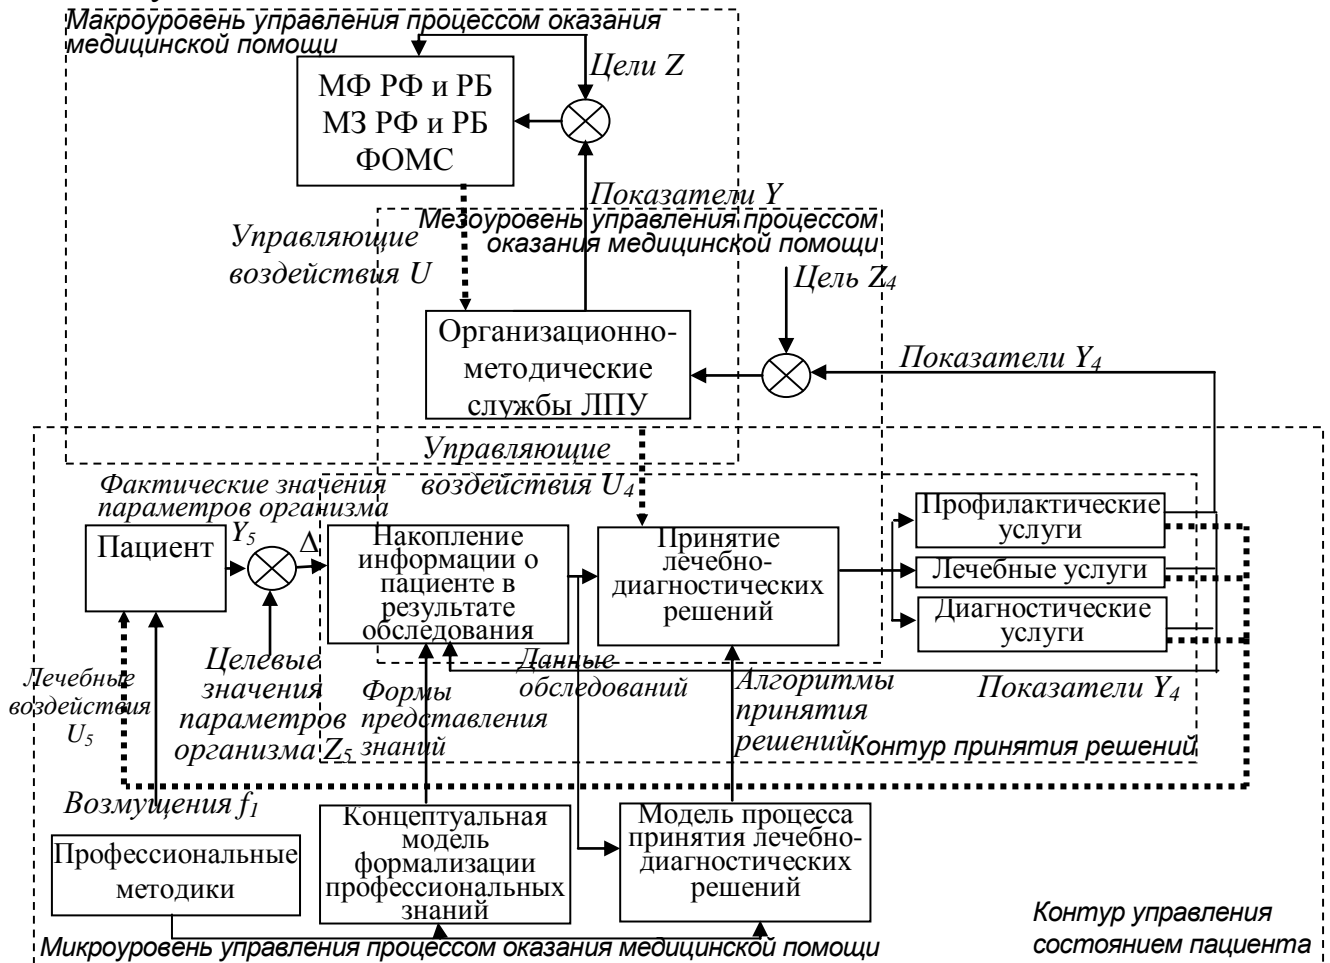 Макроуровень управления процессом оказания
медицинской помощи
Цели Z
МФ РФ и РБ
МЗ РФ и РБ
ФОМС
Показатели Y
Мезоуровень управления процессом
оказания медицинской помощи
Управляющие
воздействия U
Цель Z4
Организационно-
методические
службы ЛПУ
Показатели Y4
Управляющие
воздействия U4
Фактические значения
параметров организма
Y5
Δ
Пациент
Накопление
информации о
пациенте в
результате
обследования
Принятие
лечебно-
диагностических
решений
Профилактические
услуги
Лечебные услуги
Диагностические
услуги
Лечебные
воздействия
U5
Целевые
значения
параметров
организма Z5
Формы
представления
знаний
Данные
обследований
Алгоритмы
принятия
решений
Показатели Y4
Контур принятия решений
Возмущения f1
Профессиональные
методики
Концептуальная
модель
формализации
профессиональных
знаний
Модель процесса
принятия лечебно-
диагностических
решений
Микроуровень управления процессом оказания медицинской помощи
Контур управления
состоянием пациента